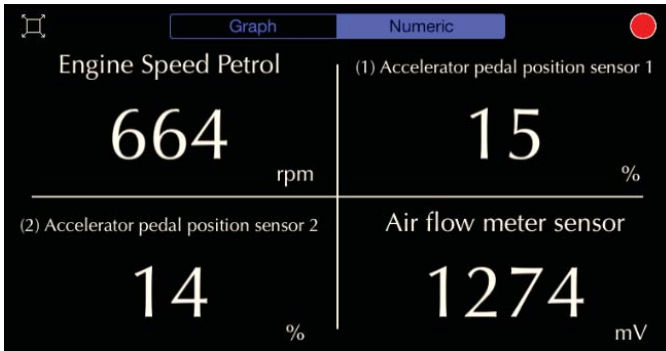 Graph
Numeric
Engine Speed Petrol
664
rpm
(1) Accelerator pedal position sensor 1
15
%
(2) Accelerator pedal position sensor 2
14
%
Air flow meter sensor
1274
mV